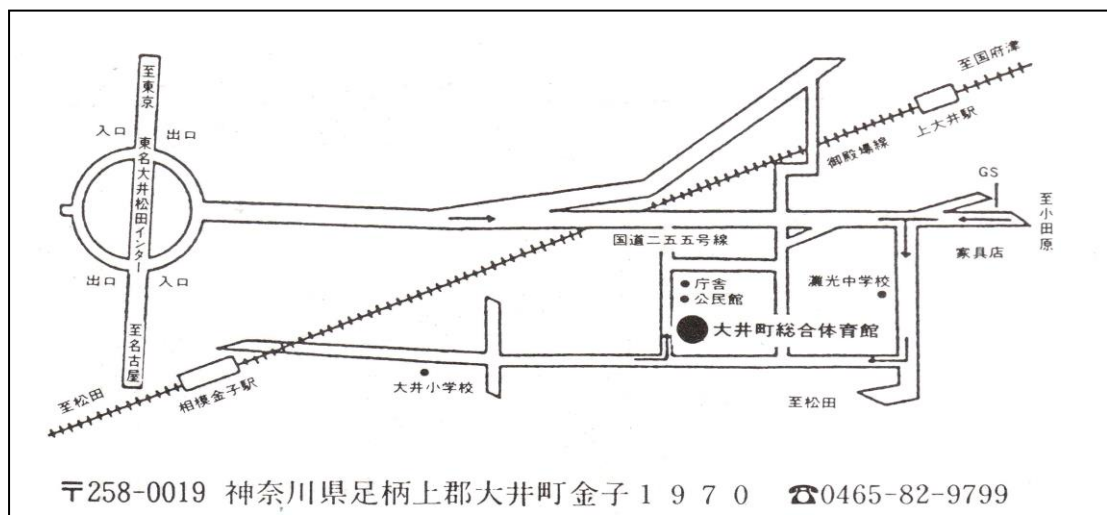 至東京
入口
出口
東名大井松田インター
出口
入口
至名古屋
至国府津
上大井駅
御殿場線
GS
至小田原
国道二五五号線
家具店
庁舎
公民館
湘光中学校
大井町総合体育館
大井小学校
相模金子駅
至松田
至松田
〒258-0019 神奈川県足柄上郡大井町金子1970 ☎0465-82-9799